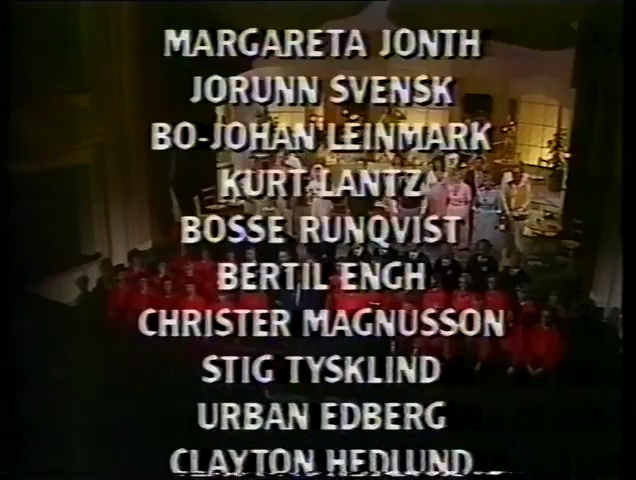 MARGARETA JONTH
JORUNN SVENSK
BO-JOHAN LEINMARK
KURT LANTZ
BOSSE RUNQVIST
BERTIL ENGH
CHRISTER MAGNUSSON
STIG TYSKLIND
URBAN EDBERG
CLAYTON HEDLUND